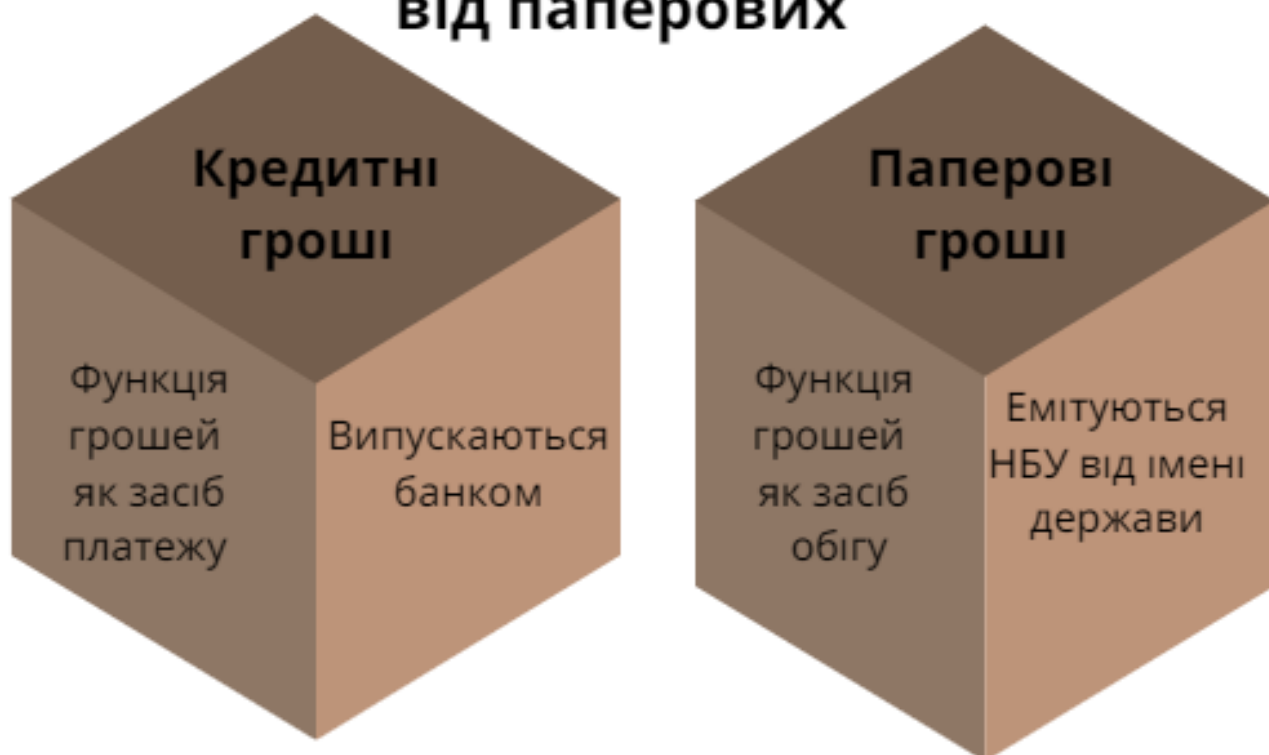 від паперових
Кредитні
гроші
Функція
грошей
як засіб
платежу
Випускаються
банком
Паперові
гроші
Функція
грошей
як засіб
обігу
Емітуються
НБУ від імені
держави